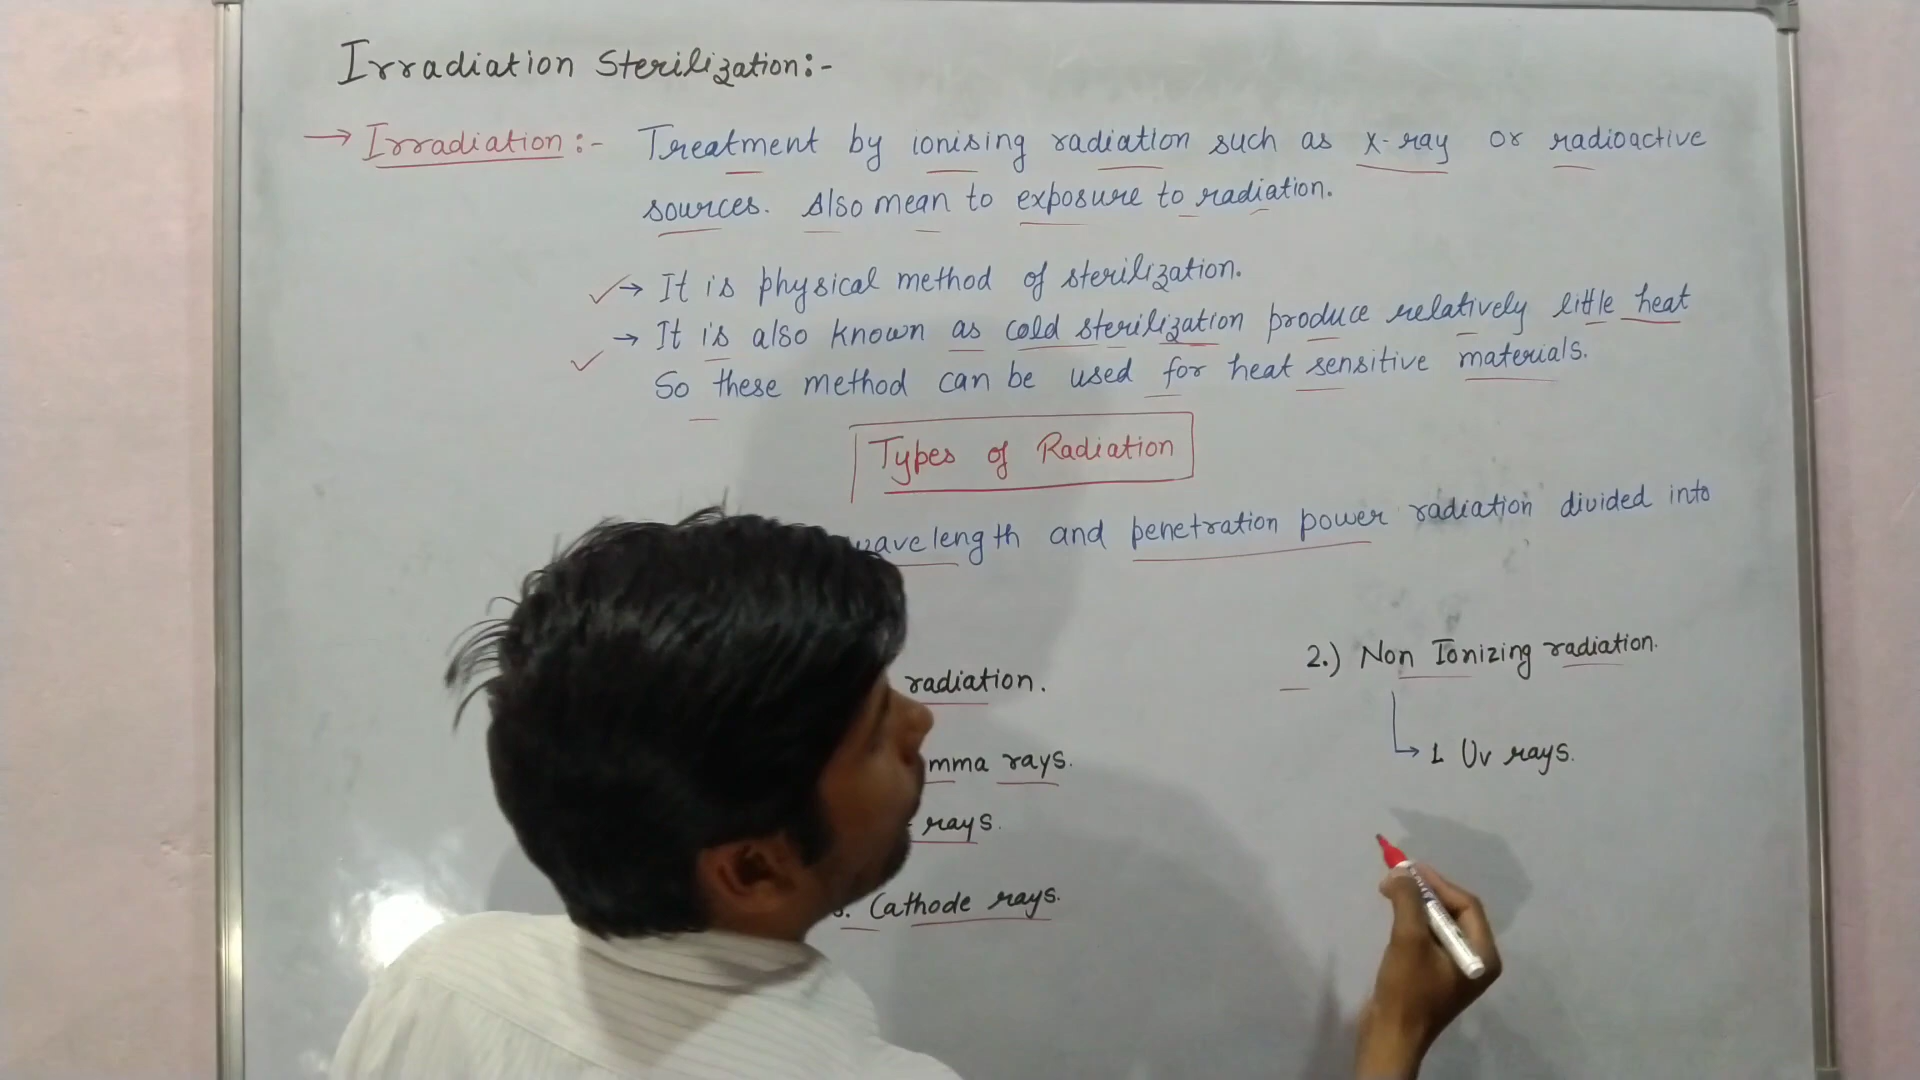 Irradiation Sterilization:-
→ Irradiation:- Treatment by ionising radiation such as X-ray or radioactive
sources. Also mean to exposure to radiation.
→ It is physical method of sterilization.
→ It is also known as cold sterilization produce relatively little heat
So these method can be used for heat sensitive materials.
Types of Radiation
wavelength and penetration power radiation divided into
radiation.
2.) Non Ionizing radiation.
mma rays.
1 Uv rays.
rays.
Cathode rays.